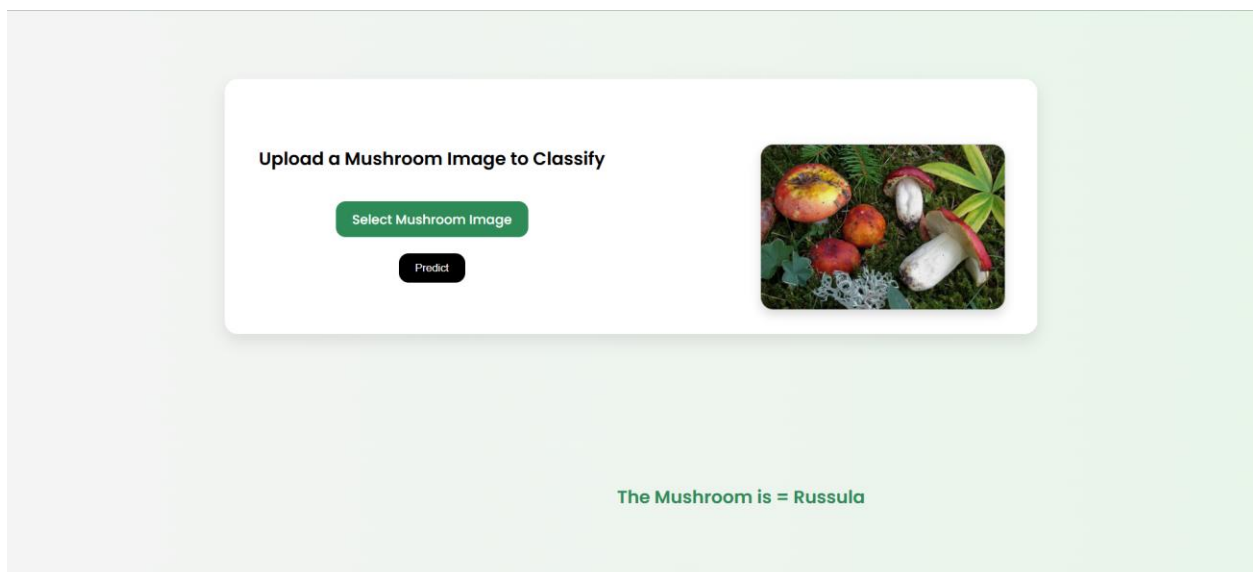 Upload a Mushroom Image to Classify
Select Mushroom Image
Predict
The Mushroom is = Russula